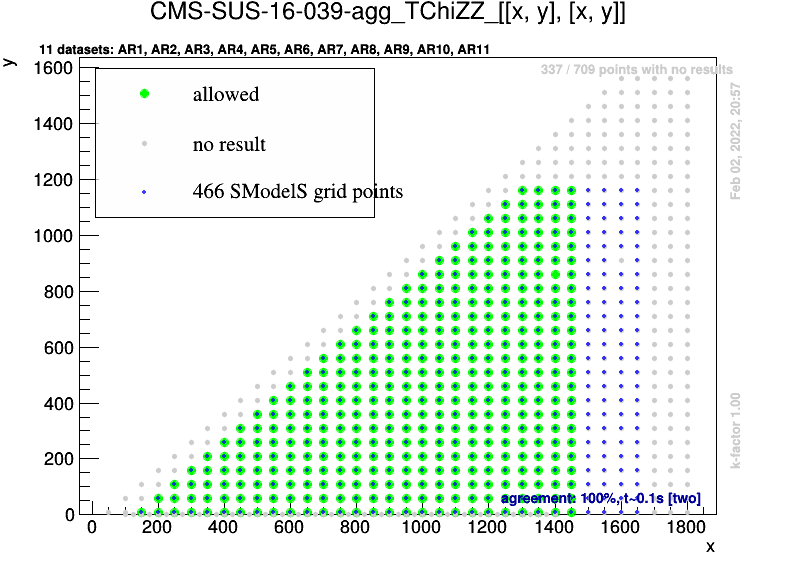 CMS-SUS-16-039-agg_TChiZZ_[[x, y], [x, y]]
11 datasets: AR1, AR2, AR3, AR4, AR5, AR6, AR7, AR8, AR9, AR10, AR11
y
337 / 709 points with no results
allowed
no result
466 SModelS grid points
1600
1400
1200
1000
800
600
400
200
0
Feb 02, 2022, 20:57
k-factor 1.00
agreement: 100%, t~0.1s [two]
0 200 400 600 800 1000 1200 1400 1600 1800
x